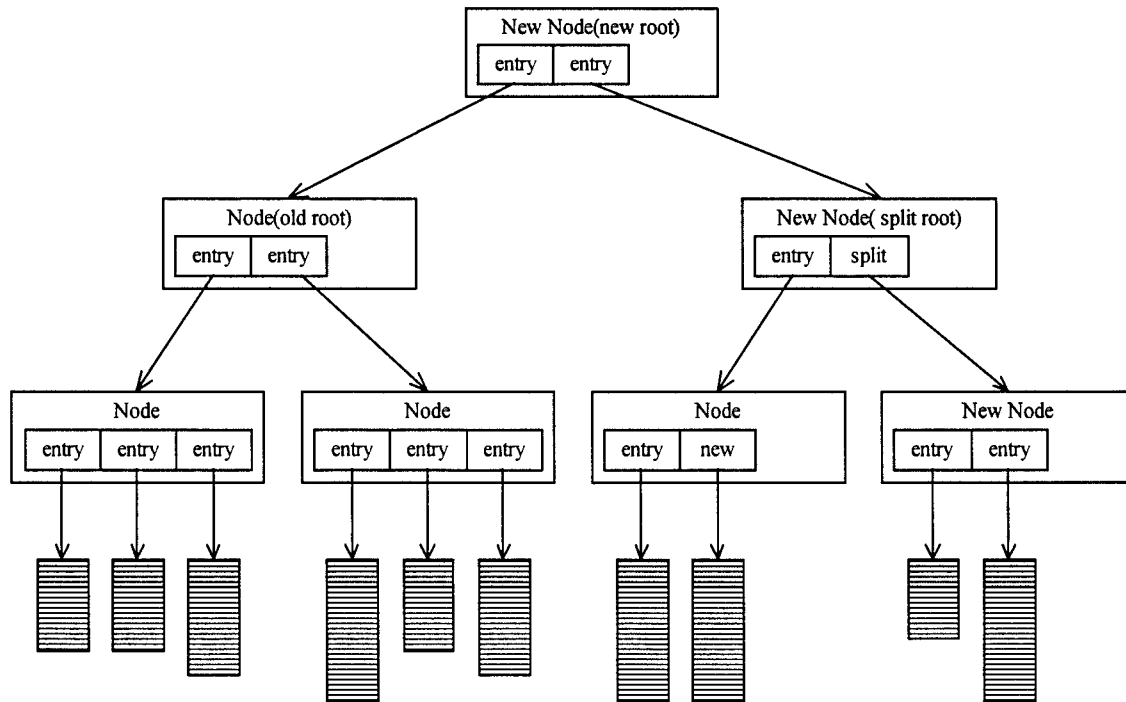 New Node(new root)
entry entry
Node(old root)
entry entry
New Node( split root)
entry split
Node
entry entry entry
Node
entry entry entry
Node
entry new
New Node
entry entry